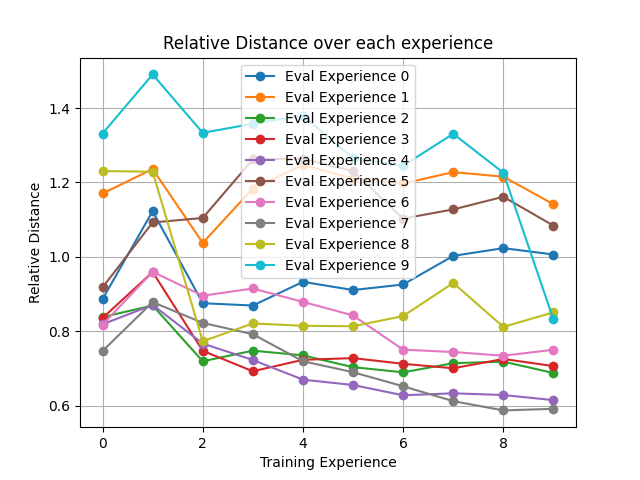 Relative Distance over each experience
Relative Distance
1.4
1.2
1.0
0.8
0.6
Eval Experience 0
Eval Experience 1
Eval Experience 2
Eval Experience 3
Eval Experience 4
Eval Experience 5
Eval Experience 6
Eval Experience 7
Eval Experience 8
Eval Experience 9
0 2 4 6 8
Training Experience